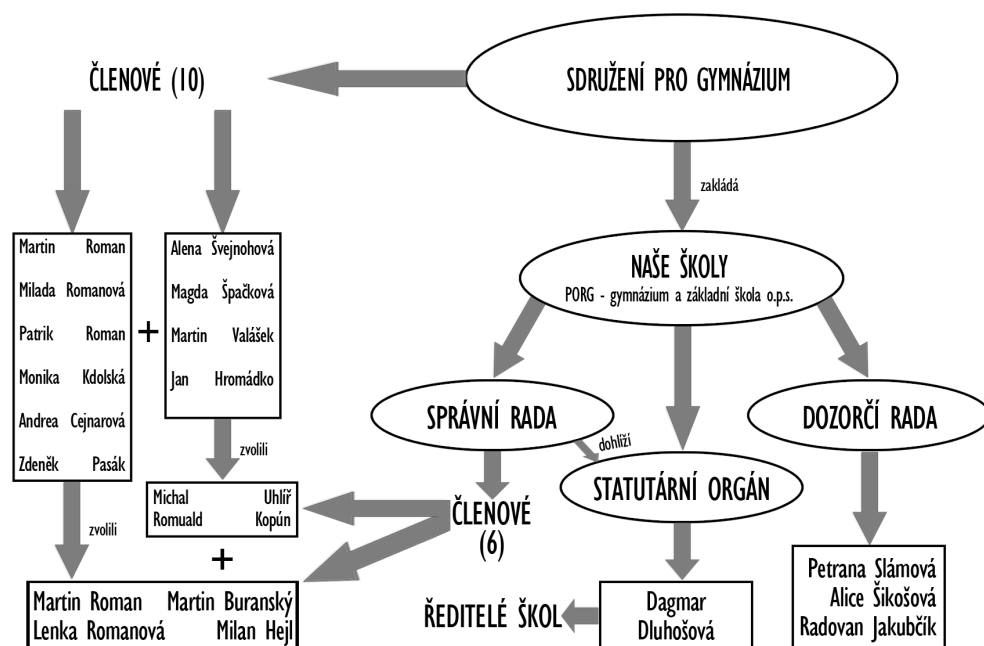 SDRUŽENÍ PRO GYMNÁZIUM
ČLENOVÉ (10)
zakládá
Martin Roman
Milada Romanová
Patrik Roman
Monika Kdolská
Andrea Cejnarová
Zdeněk Pasák
+
Alena Švejnohová
Magda Špačková
Martin Valášek
Jan Hromádko
NAŠE ŠKOLY
PORG - gymnázium a základní škola o.p.s.
SPRÁVNÍ RADA
DOZORČÍ RADA
dohlíží
STATUTÁRNÍ ORGÁN
zvolili
Michal Uhlíř
Romuald Kopún
ČLENOVÉ
(6)
zvolili
+
Martin Roman Martin Buranský
Lenka Romanová Milan Hejl
ŘEDITELÉ ŠKOL
Dagmar
Dluhošová
Petrana Slámová
Alice Šikošová
Radovan Jakubčík